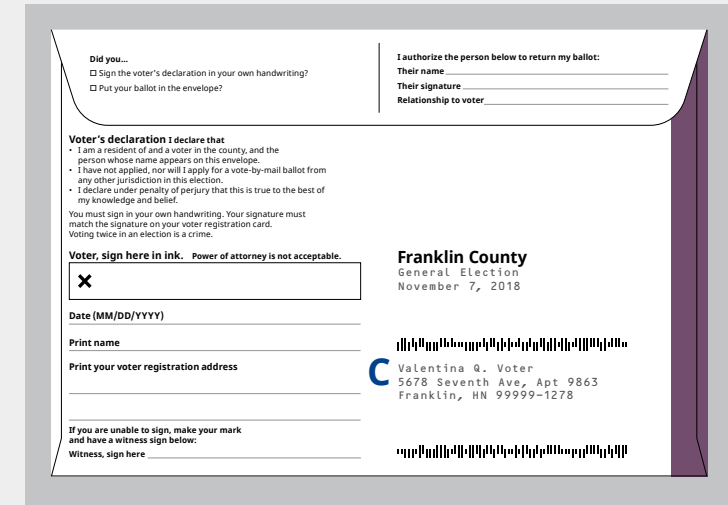 Did you...
☐ Sign the voter's declaration in your own handwriting?
☐ Put your ballot in the envelope?
I authorize the person below to return my ballot:
Their name
Their signature
Relationship to voter
Voter's declaration I declare that
• I am a resident of and a voter in the county, and the
person whose name appears on this envelope.
• I have not applied, nor will I apply for a vote-by-mail ballot from
any other jurisdiction in this election.
• I declare under penalty of perjury that this is true to the best of
my knowledge and belief.
You must sign in your own handwriting. Your signature must
match the signature on your voter registration card.
Voting twice in an election is a crime.
Voter, sign here in ink. Power of attorney is not acceptable.
✕
Date (MM/DD/YYYY)
Print name
Print your voter registration address
If you are unable to sign, make your mark
and have a witness sign below:
Witness, sign here
Franklin County
General Election
November 7, 2018
C
Valentina Q. Voter
5678 Seventh Ave, Apt 9863
Franklin, HN 99999-1278